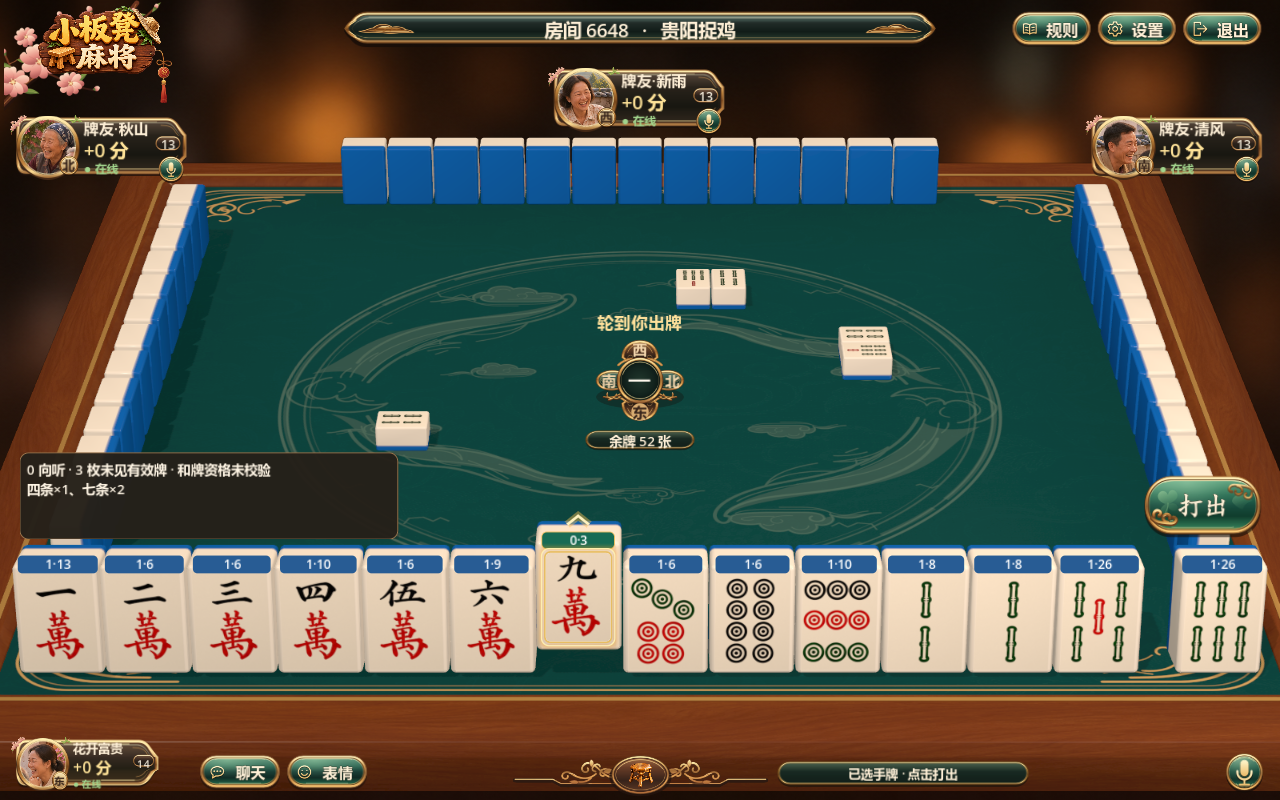 小板凳
麻将
房间 6648 · 贵阳捉鸡
规则
设置
退出
牌友·新雨
+0 分
13
西
在线
牌友·秋山
+0 分
13
北
在线
牌友·清风
+0 分
13
南
在线
轮到你出牌
西
南
一
北
东
余牌 52 张
0 向听 · 3 枚未见有效牌 · 和牌资格未校验
四条×1、七条×2
打出
1·13
1·6
1·6
1·10
1·6
1·9
0·3
1·6
1·6
1·10
1·8
1·8
1·26
1·26
一萬
二萬
三萬
四萬
伍萬
六萬
九萬
花开富贵
+0 分
14
东
在线
聊天
表情
已选手牌 · 点击打出